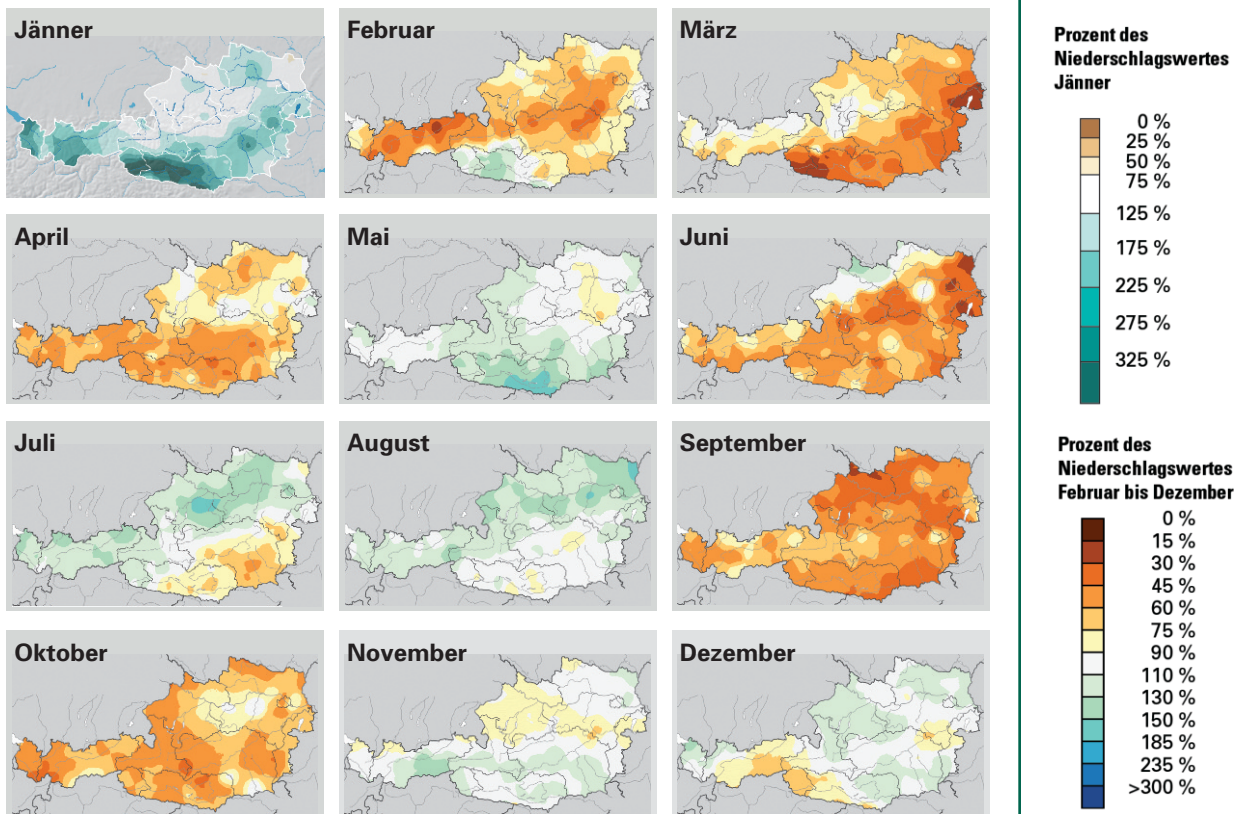 Jänner
Februar
März
April
Mai
Juni
Juli
August
September
Oktober
November
Dezember
Prozent des
Niederschlagswertes
Jänner
0 %
25 %
50 %
75 %
125 %
175 %
225 %
275 %
325 %
Prozent des
Niederschlagswertes
Februar bis Dezember
0 %
15 %
30 %
45 %
60 %
75 %
90 %
110 %
130 %
150 %
185 %
235 %
>300 %